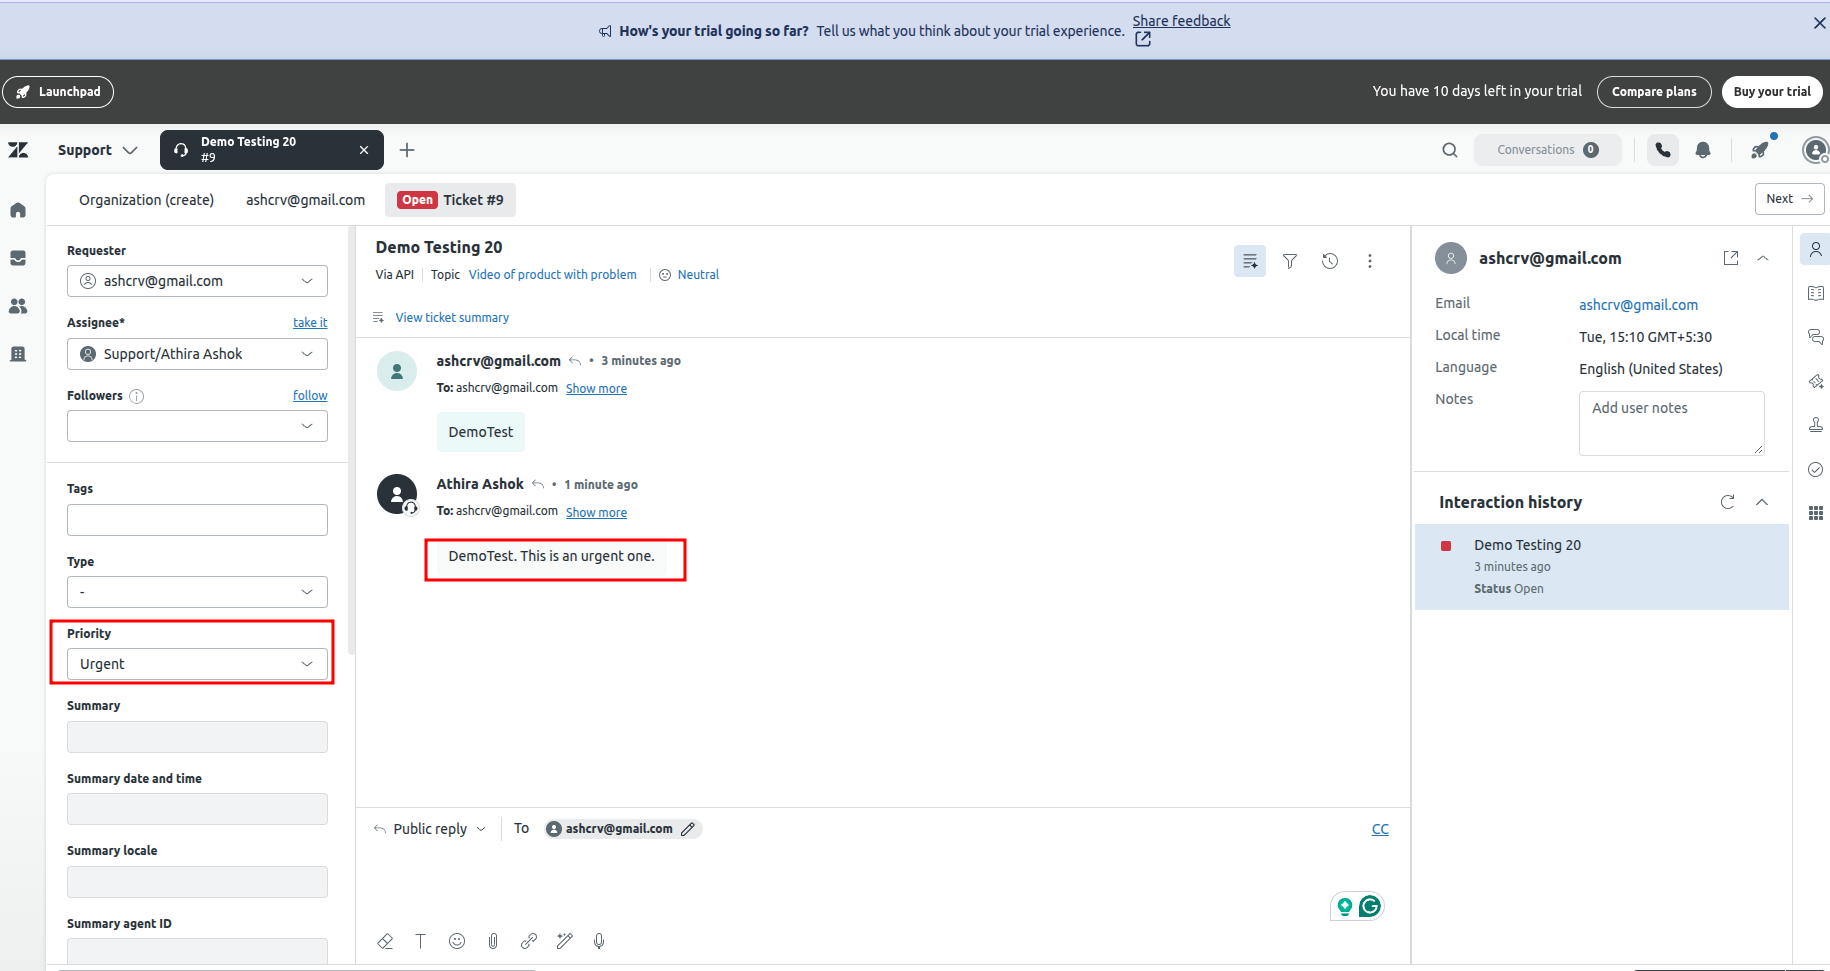 How's your trial going so far? Tell us what you think about your trial experience. Share feedback
Launchpad
You have 10 days left in your trial
Compare plans
Buy your trial
Support
Demo Testing 20
#9
Conversations 0
Organization (create)
ashcrv@gmail.com
Open Ticket #9
Next
Requester
ashcrv@gmail.com
Assignee*
take it
Support/Athira Ashok
Followers
follow
Tags
Type
-
Priority
Urgent
Summary
Summary date and time
Summary locale
Summary agent ID
Demo Testing 20
Via API Topic Video of product with problem Neutral
View ticket summary
ashcrv@gmail.com • 3 minutes ago
To: ashcrv@gmail.com Show more
DemoTest
Athira Ashok • 1 minute ago
To: ashcrv@gmail.com Show more
DemoTest. This is an urgent one.
Public reply To ashcrv@gmail.com CC
ashcrv@gmail.com
Email ashcrv@gmail.com
Local time Tue, 15:10 GMT+5:30
Language English (United States)
Notes Add user notes
Interaction history
Demo Testing 20
3 minutes ago
Status Open